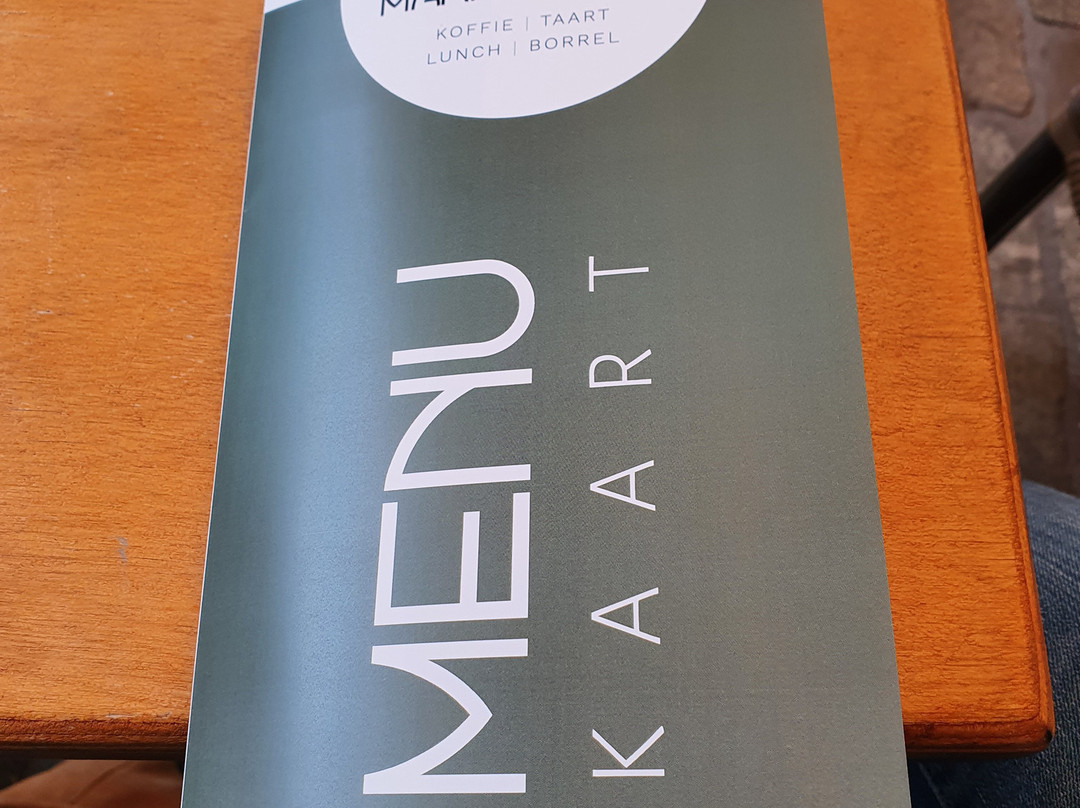 KOFFIE | TAART
LUNCH | BORREL
MENU
KAART